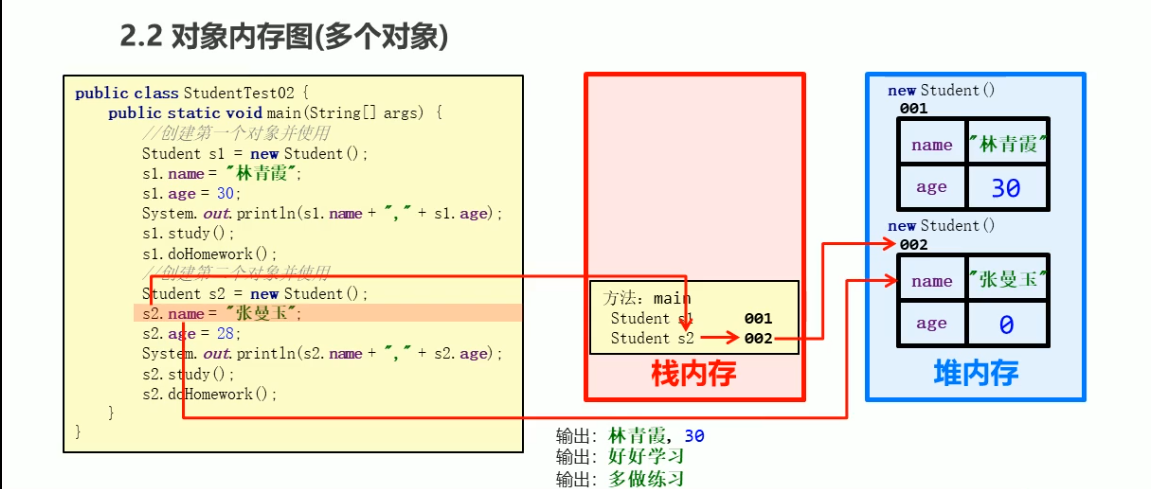 2.2 对象内存图(多个对象)
public class StudentTest02 {
public static void main(String[] args) {
//创建第一个对象并使用
Student s1 = new Student();
s1.name = "林青霞";
s1.age = 30;
System.out.println(s1.name + "," + s1.age);
s1.study();
s1.doHomework();
//创建第二个对象并使用
Student s2 = new Student();
s2.name = "张曼玉";
s2.age = 28;
System.out.println(s2.name + "," + s2.age);
s2.study();
s2.doHomework();
}
}
方法：main
Student s1 001
Student s2 002
栈内存
new Student()
001
name "林青霞"
age 30
new Student()
002
name "张曼玉"
age 0
堆内存
输出：林青霞，30
输出：好好学习
输出：多做练习